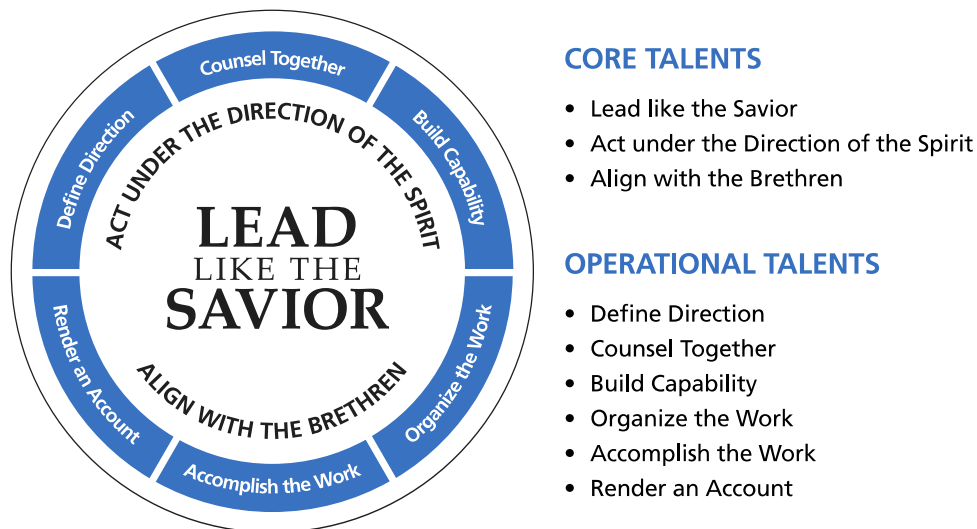 Counsel Together
Build Capability
Organize the Work
Accomplish the Work
Render an Account
Define Direction
ACT UNDER THE DIRECTION OF THE SPIRIT
LEAD
LIKE THE
SAVIOR
ALIGN WITH THE BRETHREN
CORE TALENTS
• Lead like the Savior
• Act under the Direction of the Spirit
• Align with the Brethren
OPERATIONAL TALENTS
• Define Direction
• Counsel Together
• Build Capability
• Organize the Work
• Accomplish the Work
• Render an Account